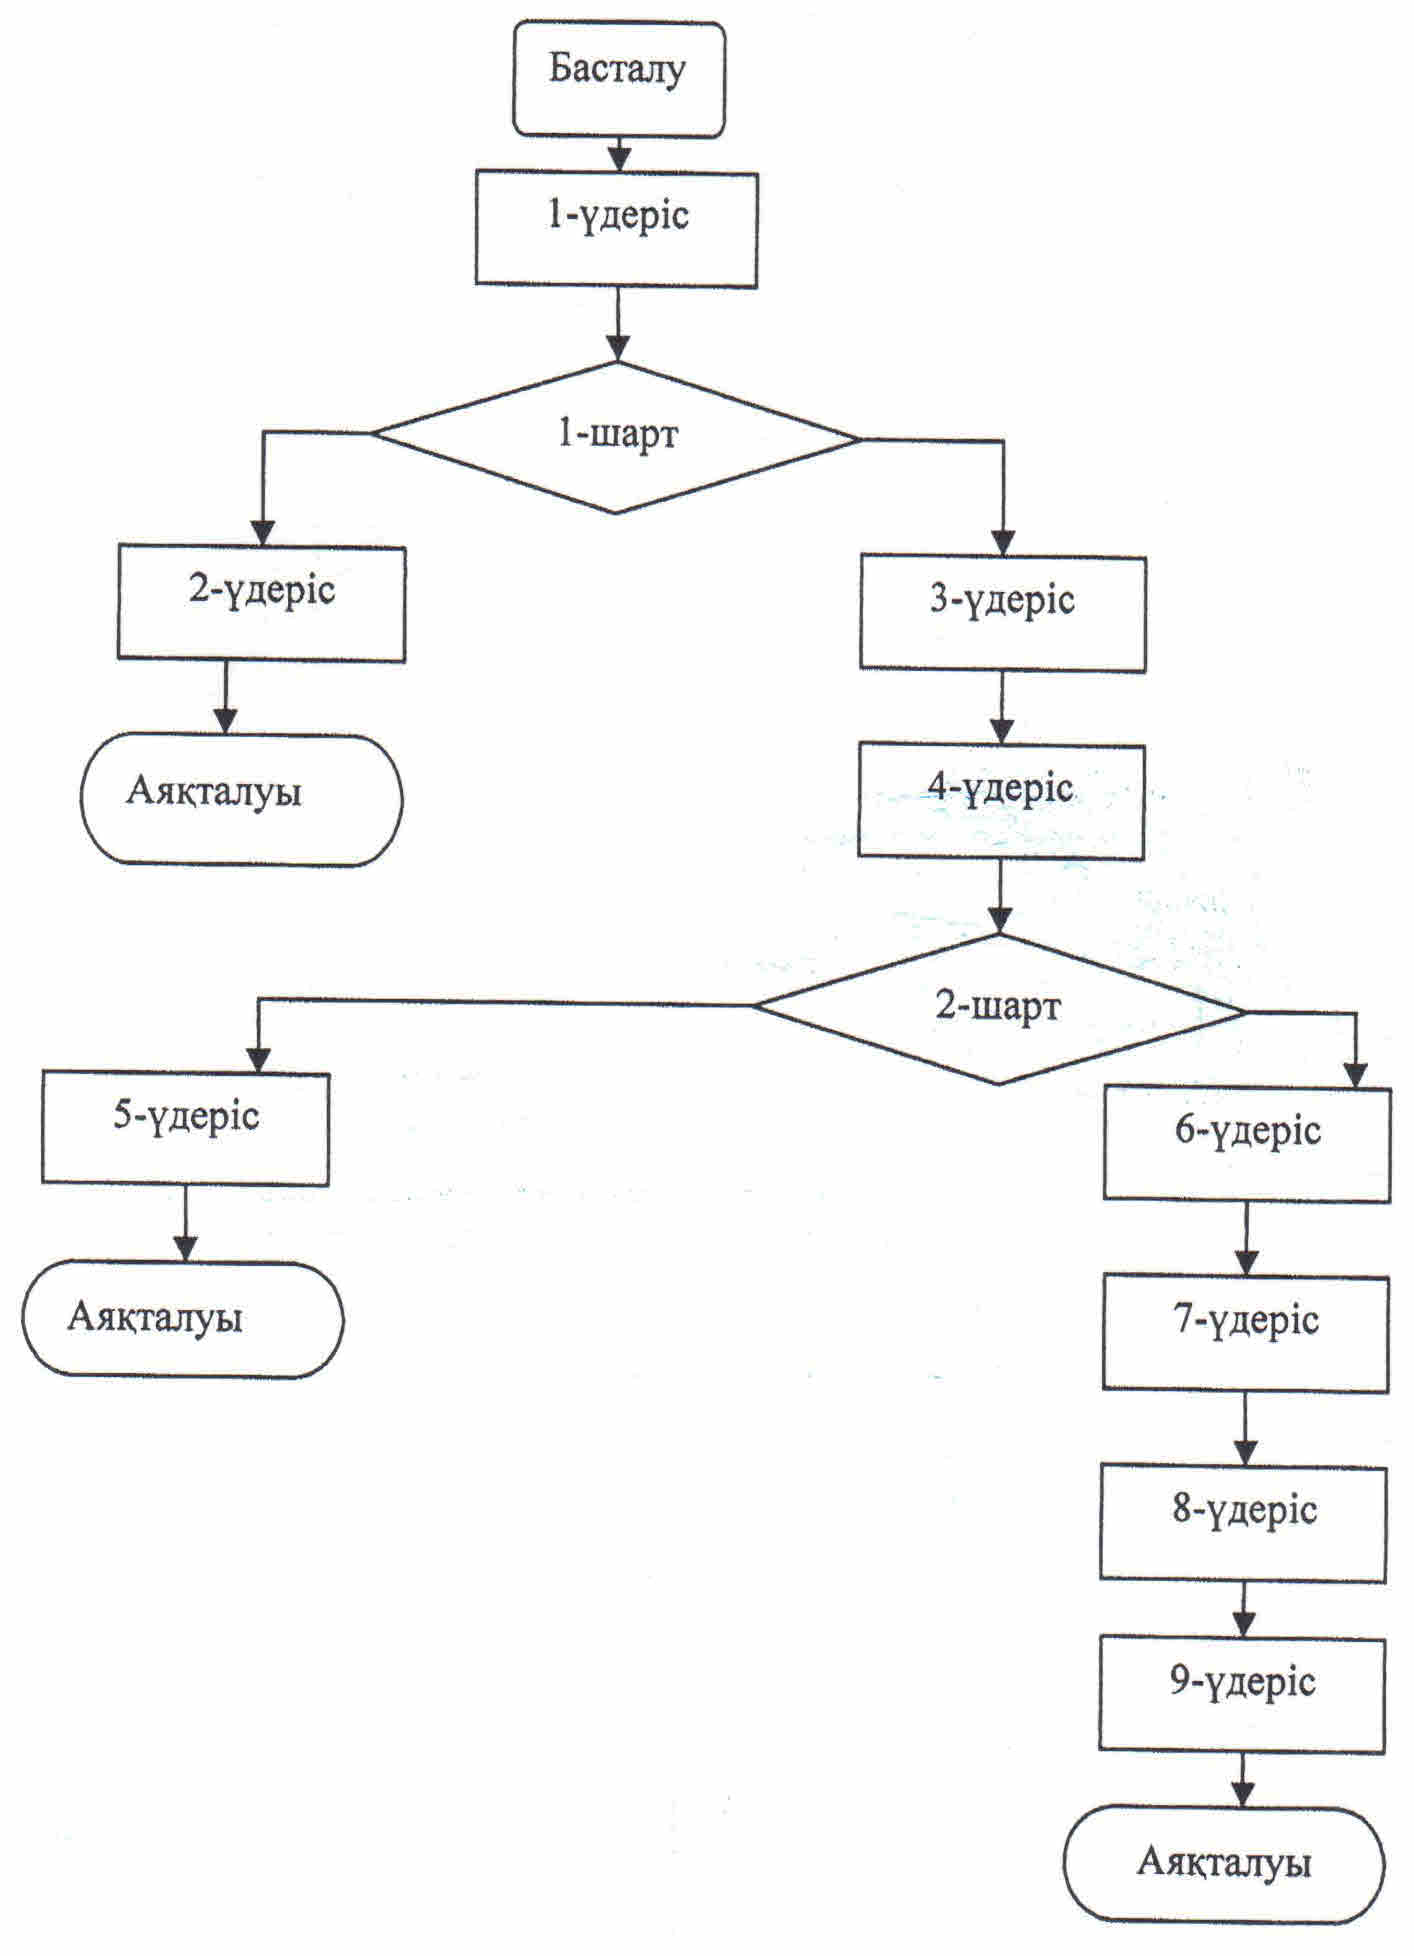 Басталу
1-үдеріс
1-шарт
2-үдеріс
3-үдеріс
Аяқталуы
4-үдеріс
2-шарт
5-үдеріс
6-үдеріс
Аяқталуы
7-үдеріс
8-үдеріс
9-үдеріс
Аяқталуы